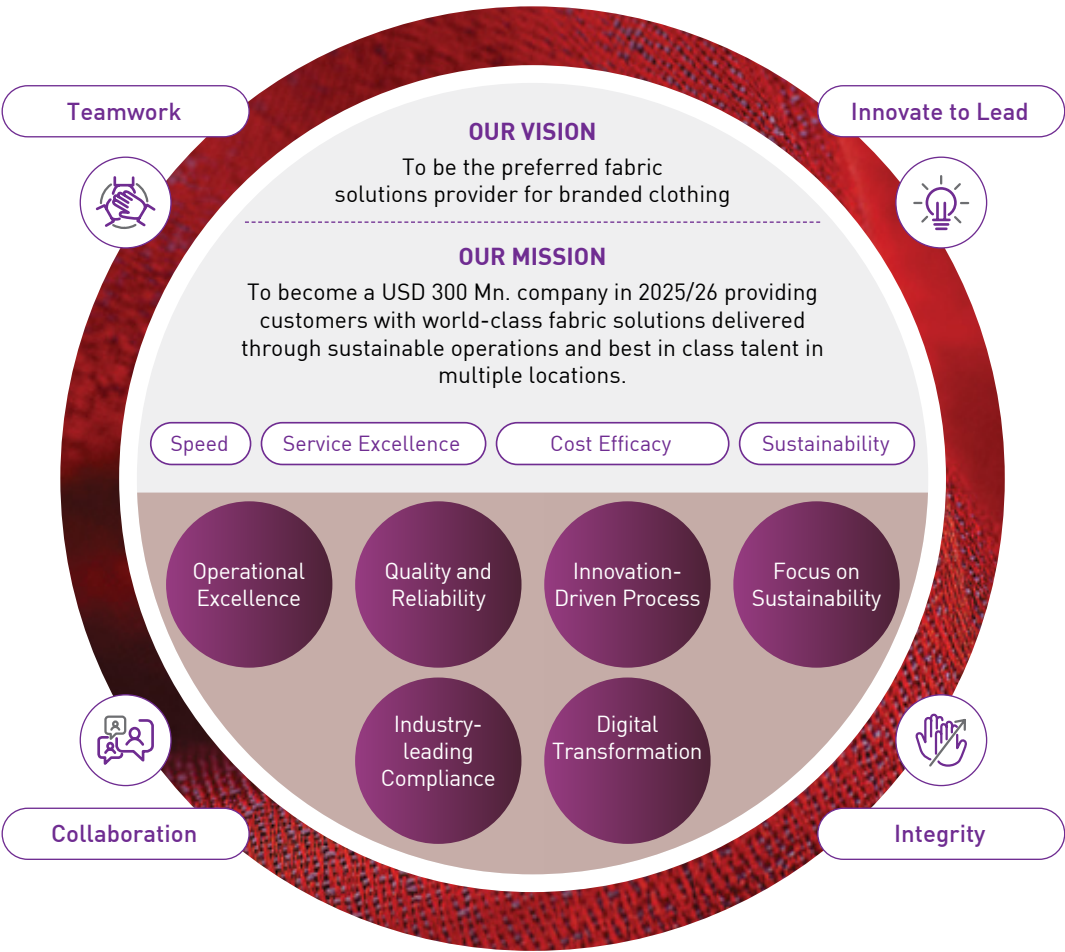 Teamwork
Innovate to Lead
OUR VISION
To be the preferred fabric
solutions provider for branded clothing
OUR MISSION
To become a USD 300 Mn. company in 2025/26 providing
customers with world-class fabric solutions delivered
through sustainable operations and best in class talent in
multiple locations.
Speed
Service Excellence
Cost Efficacy
Sustainability
Operational
Excellence
Quality and
Reliability
Innovation-
Driven Process
Focus on
Sustainability
Industry-
leading
Compliance
Digital
Transformation
Collaboration
Integrity